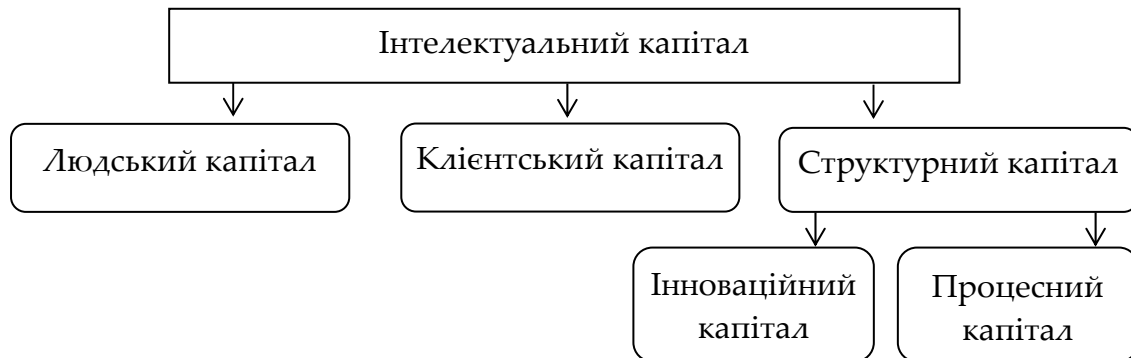 Інтелектуальний капітал
Людський капітал
Клієнтський капітал
Структурний капітал
Інноваційний
капітал
Процесний
капітал